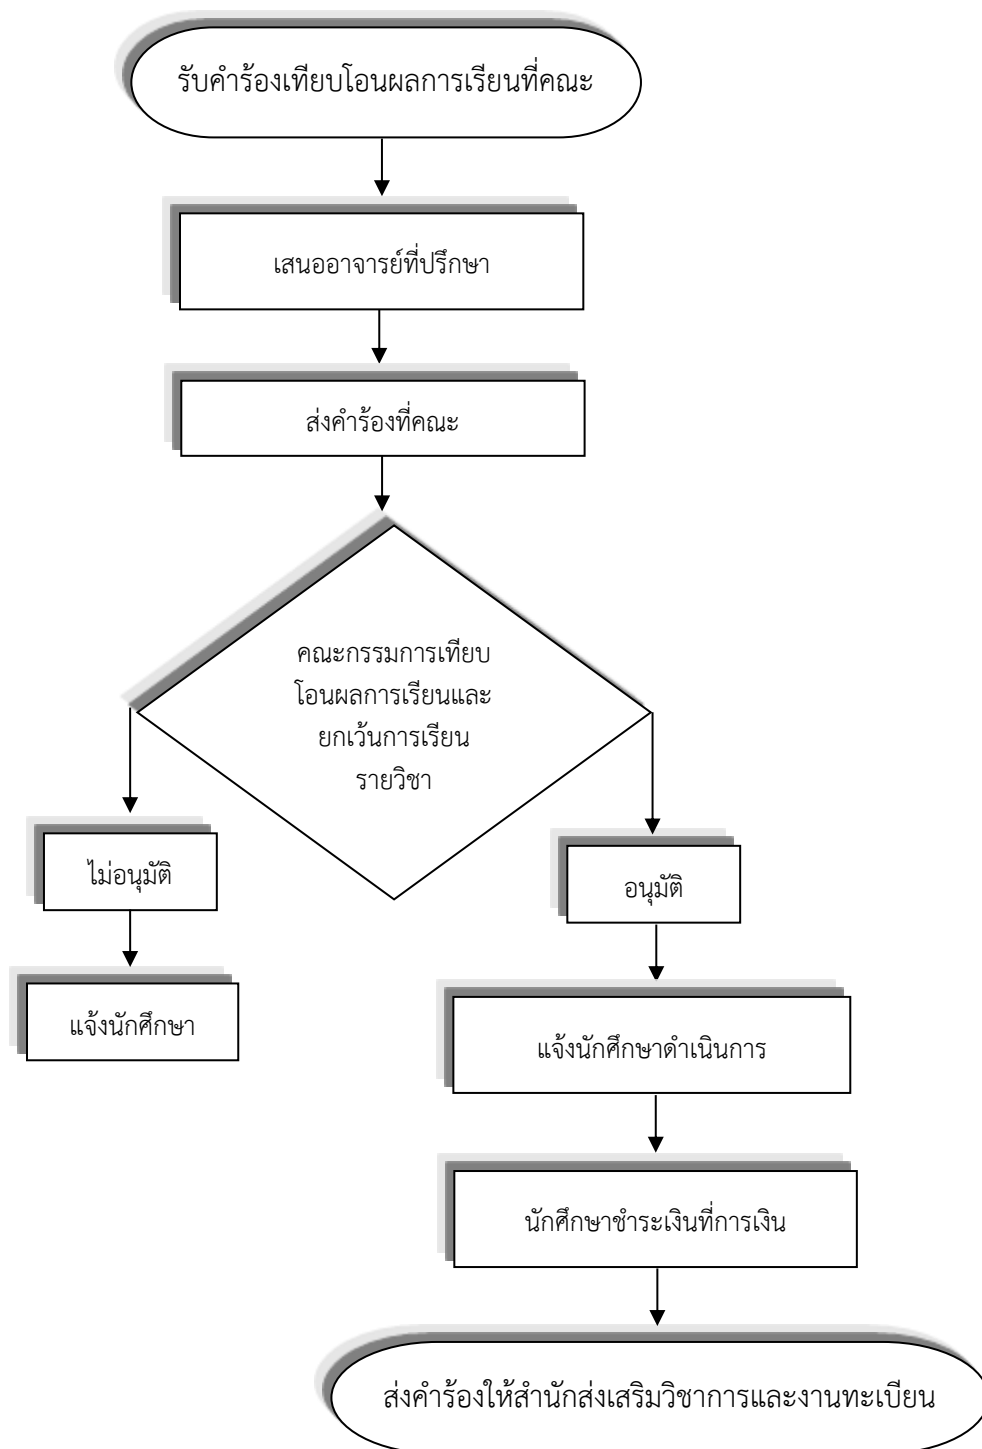 รับคำร้องเทียบโอนผลการเรียนที่คณะ
เสนออาจารย์ที่ปรึกษา
ส่งคำร้องที่คณะ
คณะกรรมการเทียบ
โอนผลการเรียนและ
ยกเว้นการเรียน
รายวิชา
ไม่อนุมัติ
อนุมัติ
แจ้งนักศึกษา
แจ้งนักศึกษาดำเนินการ
นักศึกษาชำระเงินที่การเงิน
ส่งคำร้องให้สำนักส่งเสริมวิชาการและงานทะเบียน